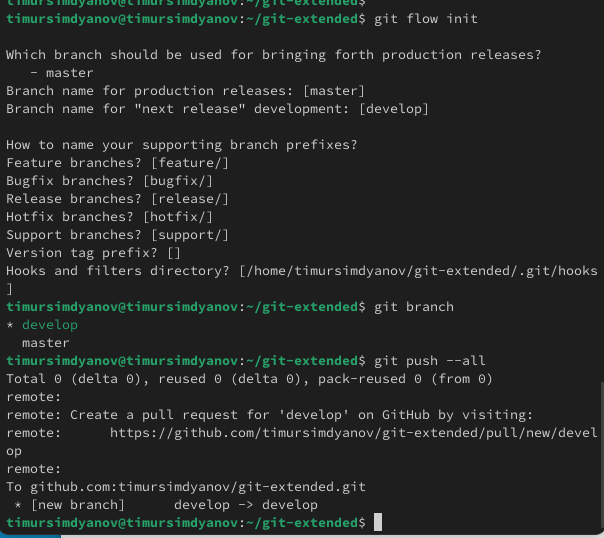 timursimdyanov@timursimdyanov:~/git-extended$
timursimdyanov@timursimdyanov:~/git-extended$ git flow init

Which branch should be used for bringing forth production releases?
   - master
Branch name for production releases: [master]
Branch name for "next release" development: [develop]

How to name your supporting branch prefixes?
Feature branches? [feature/]
Bugfix branches? [bugfix/]
Release branches? [release/]
Hotfix branches? [hotfix/]
Support branches? [support/]
Version tag prefix? []
Hooks and filters directory? [/home/timursimdyanov/git-extended/.git/hooks
]
timursimdyanov@timursimdyanov:~/git-extended$ git branch
* develop
  master
timursimdyanov@timursimdyanov:~/git-extended$ git push --all
Total 0 (delta 0), reused 0 (delta 0), pack-reused 0 (from 0)
remote:
remote: Create a pull request for 'develop' on GitHub by visiting:
remote:      https://github.com/timursimdyanov/git-extended/pull/new/devel
op
remote:
To github.com:timursimdyanov/git-extended.git
 * [new branch]      develop -> develop
timursimdyanov@timursimdyanov:~/git-extended$